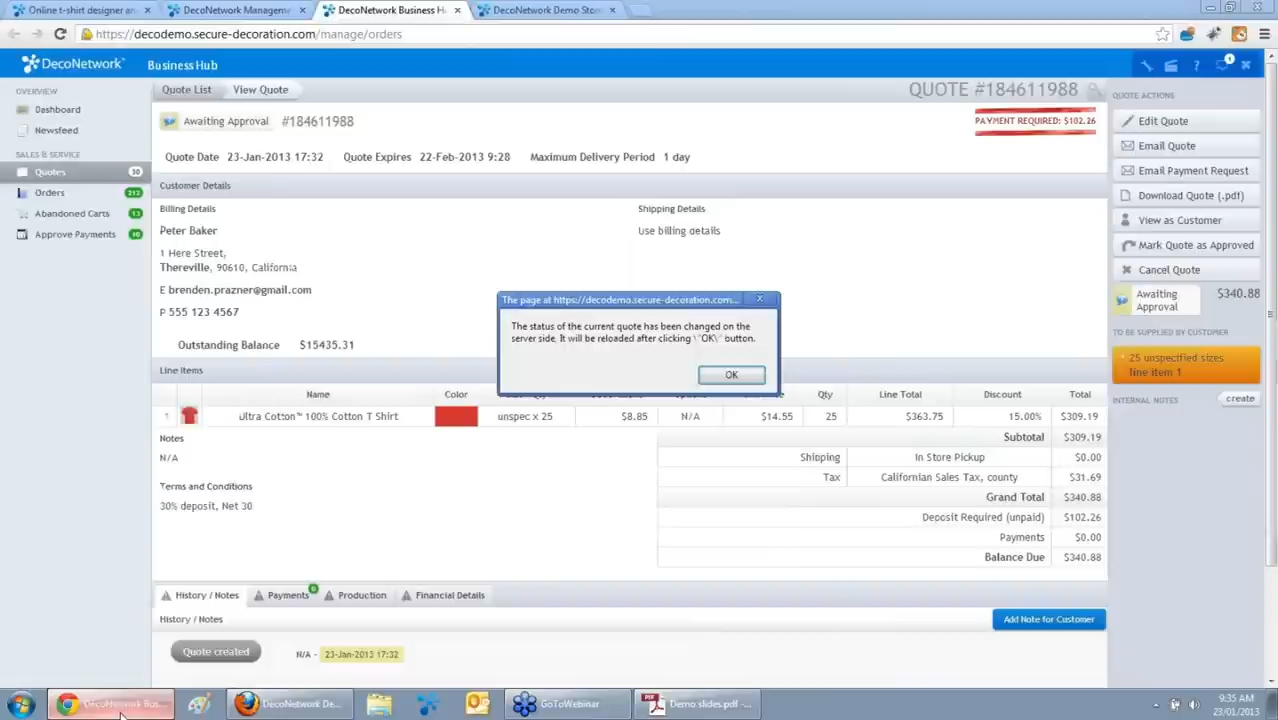 Online t-shirt designer an
DecoNetwork Manageme
DecoNetwork Business H
DecoNetwork Demo Stor
https://decodemo.secure-decoration.com/manage/orders
DecoNetwork Business Hub
1
OVERVIEW
Dashboard
Newsfeed
SALES & SERVICE
Quotes 30
Orders 212
Abandoned Carts 13
Approve Payments
Quote List View Quote
QUOTE #184611988
Awaiting Approval #184611988
PAYMENT REQUIRED: $102.26
Quote Date 23-Jan-2013 17:32 Quote Expires 22-Feb-2013 9:28 Maximum Delivery Period 1 day
Customer Details
Billing Details
Shipping Details
Peter Baker
Use billing details
1 Here Street,
Thereville, 90610, California
E brenden.prazner@gmail.com
P 555 123 4567
Outstanding Balance $15435.31
The page at https://decodemo.secure-decoration.com...
The status of the current quote has been changed on the
server side. It will be reloaded after clicking \"OK\" button.
OK
Line Items
Name Color Qty Line Total Discount Total
1 Ultra Cotton™ 100% Cotton T Shirt unspec x 25 $8.85 N/A $14.55 25 $363.75 15.00% $309.19
Notes
N/A
Terms and Conditions
30% deposit, Net 30
Subtotal $309.19
Shipping In Store Pickup $0.00
Tax Californian Sales Tax, county $31.69
Grand Total $340.88
Deposit Required (unpaid) $102.26
Payments $0.00
Balance Due $340.88
History / Notes Payments 0 Production Financial Details
History / Notes
Add Note for Customer
Quote created N/A - 23-Jan-2013 17:32
QUOTE ACTIONS
Edit Quote
Email Quote
Email Payment Request
Download Quote (.pdf)
View as Customer
Mark Quote as Approved
Cancel Quote
Awaiting
Approval
$340.88
TO BE SUPPLIED BY CUSTOMER
* 25 unspecified sizes
line item 1
INTERNAL NOTES create
DecoNetwork Bus...
DecoNetwork De...
GoToWebinar
Demo slides.pdf -...
9:35 AM
23/01/2013